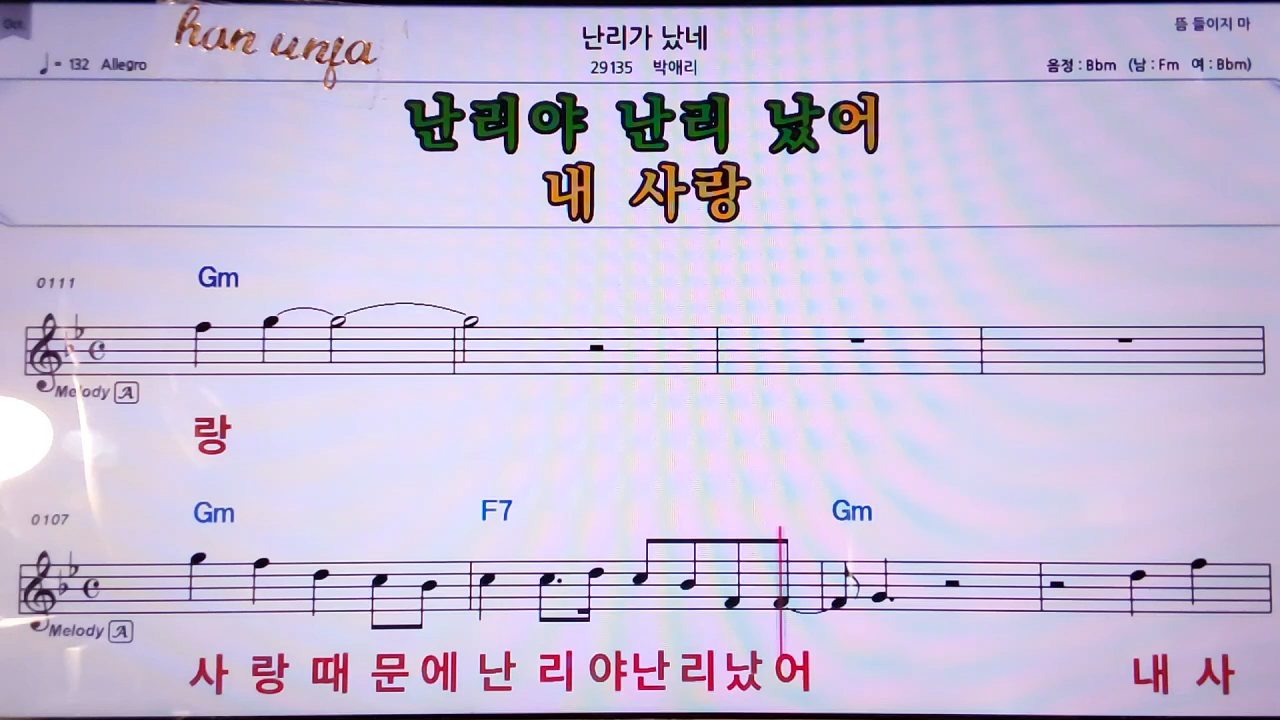 Oct.
han unfa
난리가 났네
뜸 들이지 마
♩= 132 Allegro
29135 박애리
음정 : Bbm (남 : Fm 여 : Bbm)
난리야 난리 났어
내 사랑
0111
Gm
Melody A
랑
0107
Gm F7 Gm
Melody A
사 랑 때 문 에 난 리 야 난 리 났 어 내 사